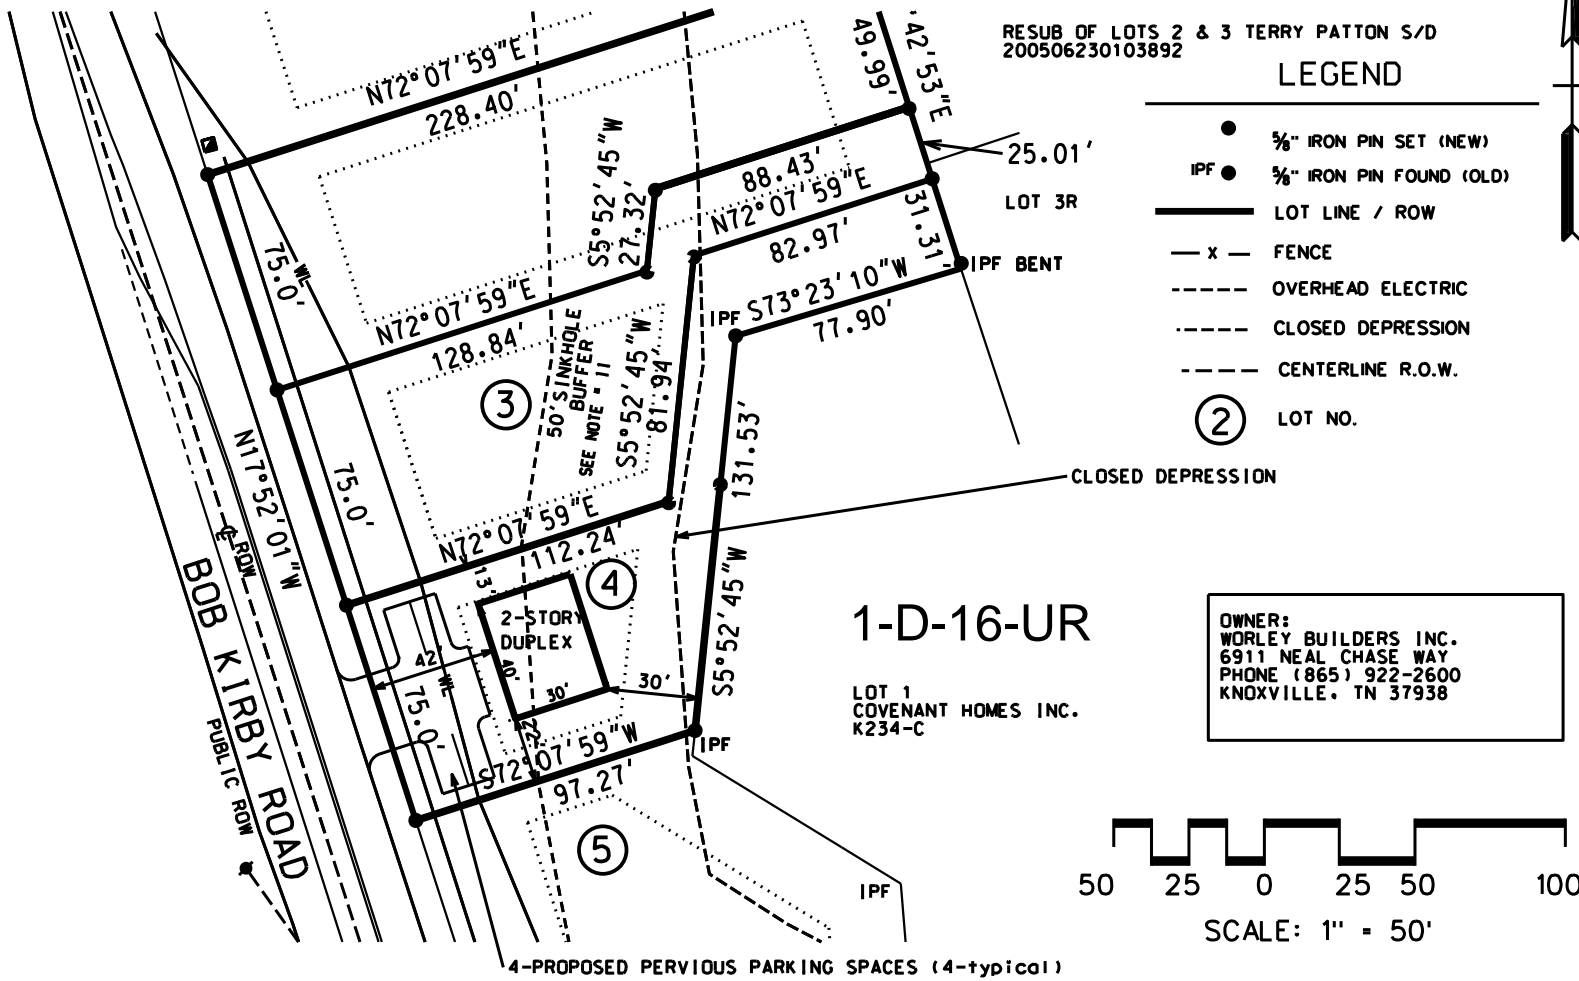 RESUB OF LOTS 2 & 3 TERRY PATTON S/D
200506230103892
LEGEND
5/8" IRON PIN SET (NEW)
IPF
5/8" IRON PIN FOUND (OLD)
LOT LINE / ROW
X
FENCE
OVERHEAD ELECTRIC
CLOSED DEPRESSION
CENTERLINE R.O.W.
2
LOT NO.
N72°07'59"E
228.40'
49.99'
42'53"E
25.01'
LOT 3R
31.31'
IPF BENT
S5°52'45"W
27.32'
88.43'
N72°07'59"E
82.97'
S73°23'10"W
77.90'
IPF
75.0'
WL
N72°07'59"E
128.84'
3
50' SINKHOLE
BUFFER
SEE NOTE # 11
S5°52'45"W
81.94'
131.53'
CLOSED DEPRESSION
N17°52'01"W
75.0'
N72°07'59"E
112.24'
4
13'
2-STORY
DUPLEX
40'
30'
42'
WL
30'
22'
75.0'
S5°52'45"W
S72°07'59"W
97.27'
IPF
5
IPF
℄ ROW
BOB KIRBY ROAD
PUBLIC ROW
1-D-16-UR
LOT 1
COVENANT HOMES INC.
K234-C
OWNER:
WORLEY BUILDERS INC.
6911 NEAL CHASE WAY
PHONE (865) 922-2600
KNOXVILLE, TN 37938
50 25 0 25 50 100
SCALE: 1" = 50'
4-PROPOSED PERVIOUS PARKING SPACES (4-typical)